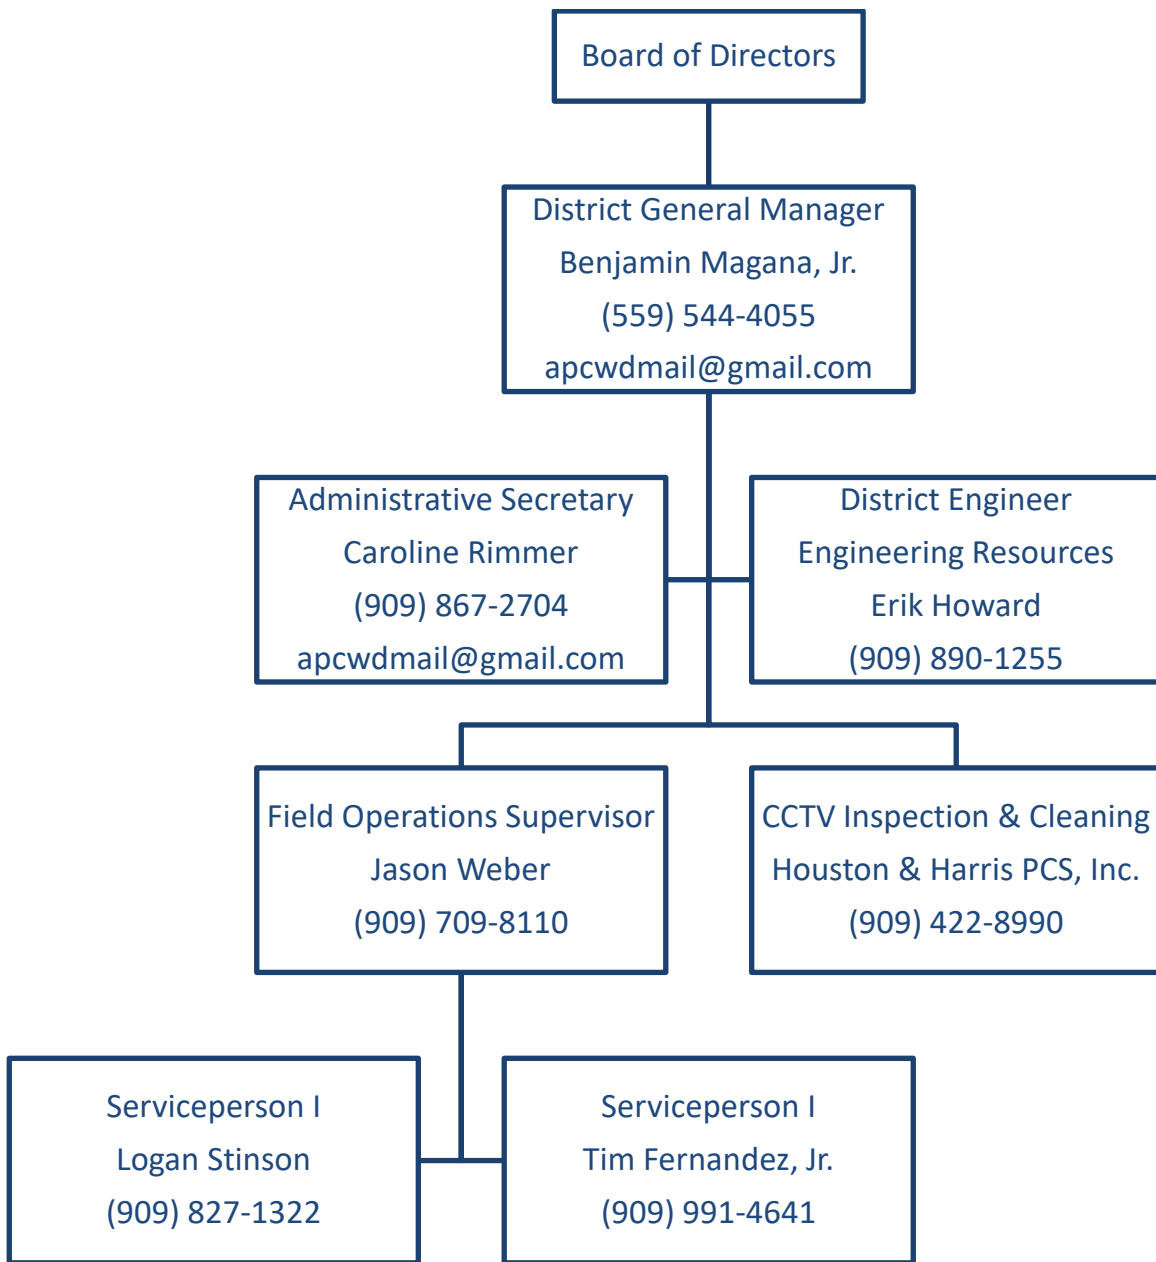 Board of Directors
District General Manager
Benjamin Magana, Jr.
(559) 544-4055
apcwdmail@gmail.com
Administrative Secretary
Caroline Rimmer
(909) 867-2704
apcwdmail@gmail.com
District Engineer
Engineering Resources
Erik Howard
(909) 890-1255
Field Operations Supervisor
Jason Weber
(909) 709-8110
CCTV Inspection & Cleaning
Houston & Harris PCS, Inc.
(909) 422-8990
Serviceperson I
Logan Stinson
(909) 827-1322
Serviceperson I
Tim Fernandez, Jr.
(909) 991-4641